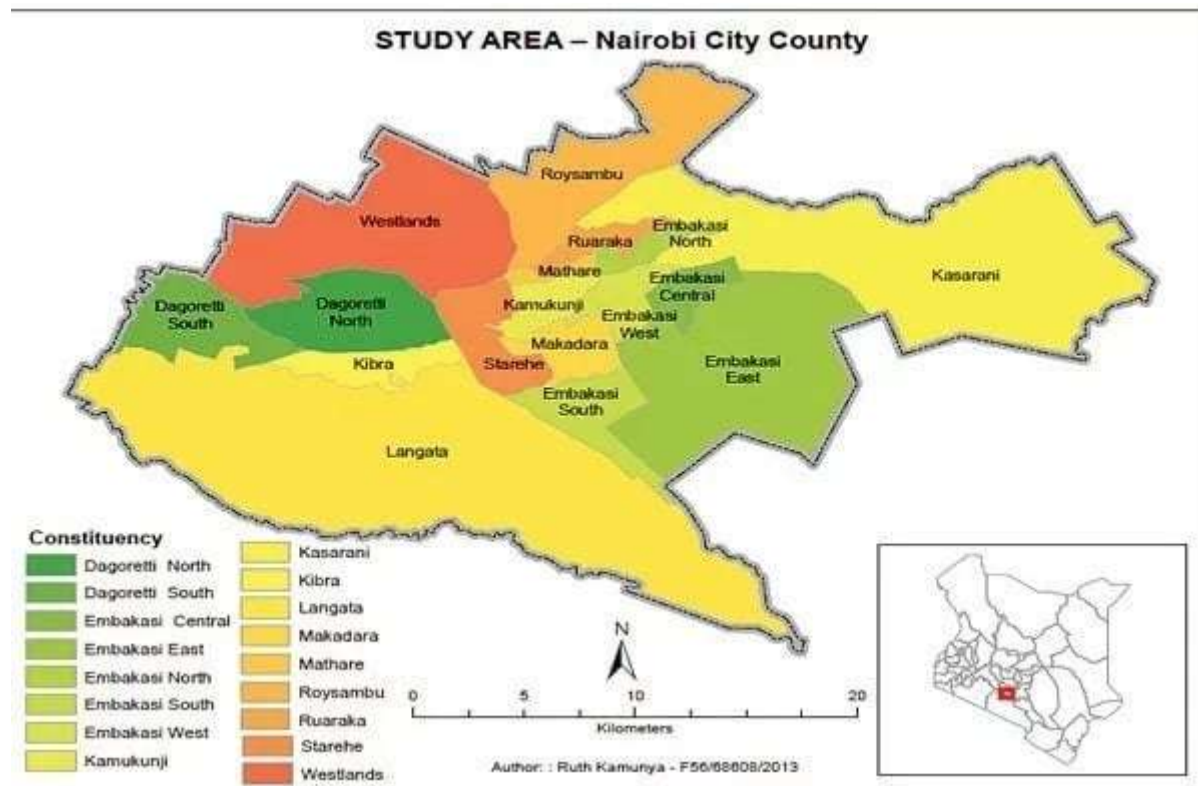 STUDY AREA – Nairobi City County
Roysambu
Westlands
Ruaraka
Embakasi
North
Mathare
Kasarani
Dagoretti
South
Dagoretti
North
Kamukunji
Embakasi
Central
Embakasi
West
Makadara
Kibra
Starehe
Embakasi
East
Embakasi
South
Langata
Constituency
Dagoretti North
Dagoretti South
Embakasi Central
Embakasi East
Embakasi North
Embakasi South
Embakasi West
Kamukunji
Kasarani
Kibra
Langata
Makadara
Mathare
Roysambu
Ruaraka
Starehe
Westlands
N
0 5 10 20
Kilometers
Author: : Ruth Kamunya - F56/68608/2013